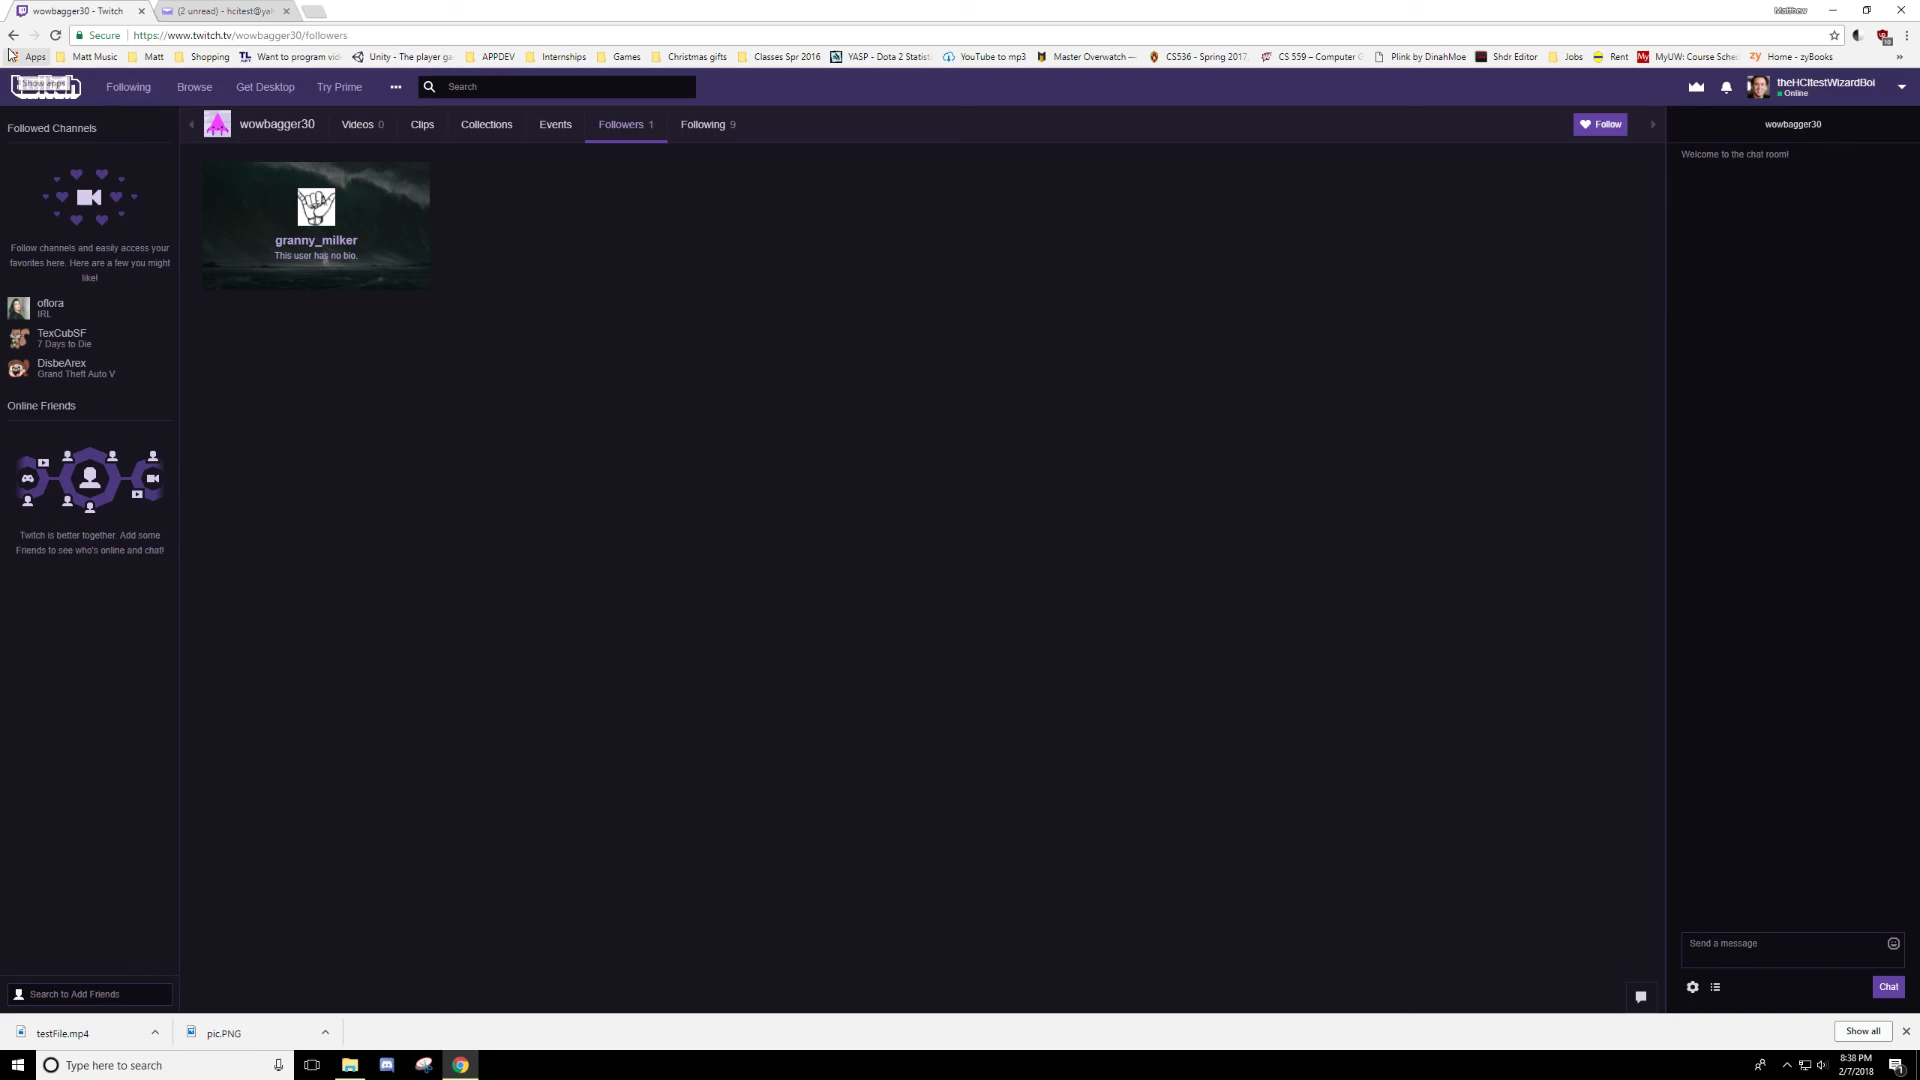 wowbagger30 - Twitch
(2 unread) - hcitest@yah
Matthew
Secure https://www.twitch.tv/wowbagger30/followers
Apps Matt Music Matt Shopping Want to program vid Unity - The player ga APPDEV Internships Games Christmas gifts Classes Spr 2016 YASP - Dota 2 Statisti YouTube to mp3 Master Overwatch — CS536 - Spring 2017, CS 559 – Computer G Plink by DinahMoe Shdr Editor Jobs Rent MyUW: Course Sched Home - zyBooks
Show apps
Following Browse Get Desktop Try Prime Search
theHCItestWizardBoi
Online
Followed Channels
wowbagger30 Videos 0 Clips Collections Events Followers 1 Following 9 Follow
wowbagger30
Welcome to the chat room!
granny_milker
This user has no bio.
Follow channels and easily access your
favorites here. Here are a few you might
like!
oflora
IRL
TexCubSF
7 Days to Die
DisbeArex
Grand Theft Auto V
Online Friends
Twitch is better together. Add some
Friends to see who's online and chat!
Search to Add Friends
Send a message
Chat
testFile.mp4
pic.PNG
Show all
Type here to search
8:38 PM
2/7/2018